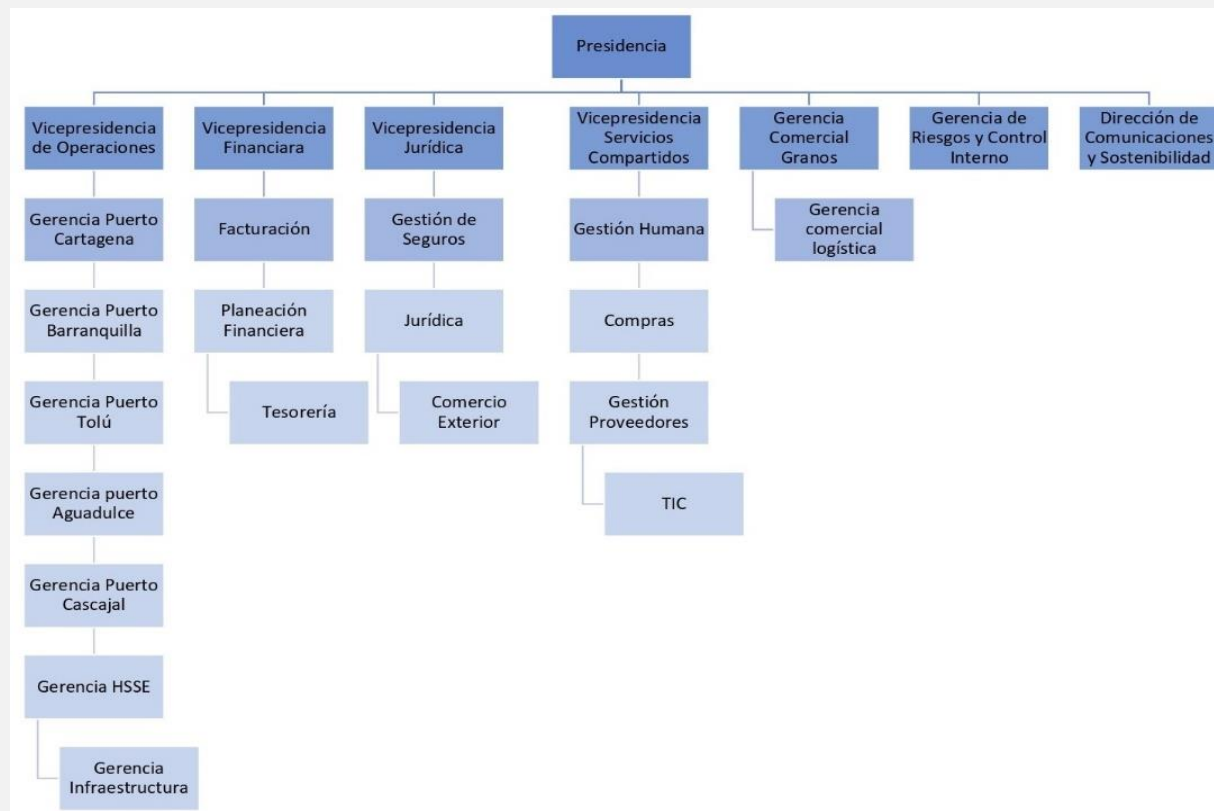 Presidencia
Vicepresidencia
de Operaciones
Vicepresidencia
Financiara
Vicepresidencia
Jurídica
Vicepresidencia
Servicios
Compartidos
Gerencia
Comercial
Granos
Gerencia de
Riesgos y Control
Interno
Dirección de
Comunicaciones
y Sostenibilidad
Gerencia Puerto
Cartagena
Facturación
Gestión de
Seguros
Gestión Humana
Gerencia
comercial
logística
Gerencia Puerto
Barranquilla
Planeación
Financiera
Jurídica
Compras
Gerencia Puerto
Tolú
Tesorería
Comercio
Exterior
Gestión
Proveedores
Gerencia puerto
Aguadulce
TIC
Gerencia Puerto
Cascajal
Gerencia HSSE
Gerencia
Infraestructura